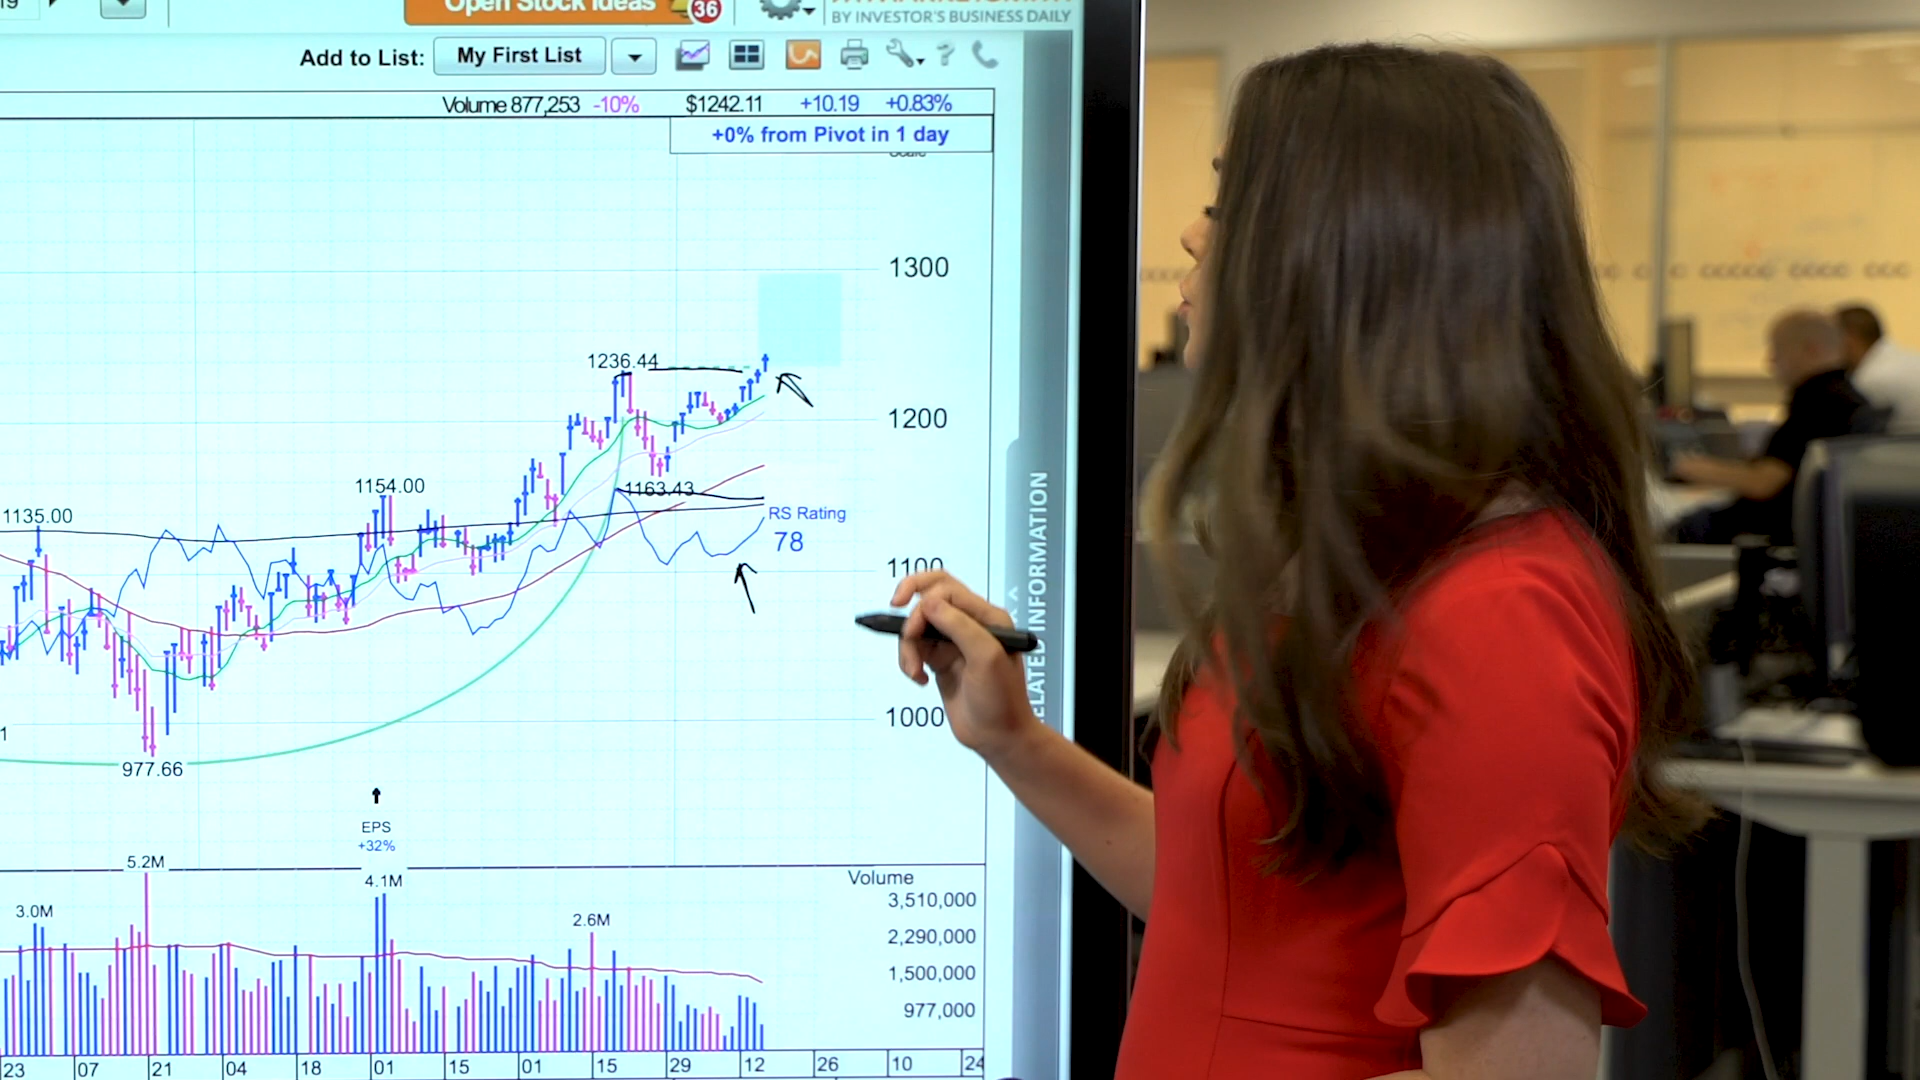 19
Open Stock Ideas
36
BY INVESTOR'S BUSINESS DAILY
Add to List:
My First List
?
Volume 877,253 -10% $1242.11 +10.19 +0.83%
+0% from Pivot in 1 day
Scale
1300
1236.44
1200
1154.00
1163.43
1135.00
RS Rating
78
1100
RELATED INFORMATION
1000
1
977.66
EPS
+32%
5.2M
4.1M
Volume
3,510,000
3.0M
2.6M
2,290,000
1,500,000
977,000
23 07 21 04 18 01 15 01 15 29 12 26 10 24